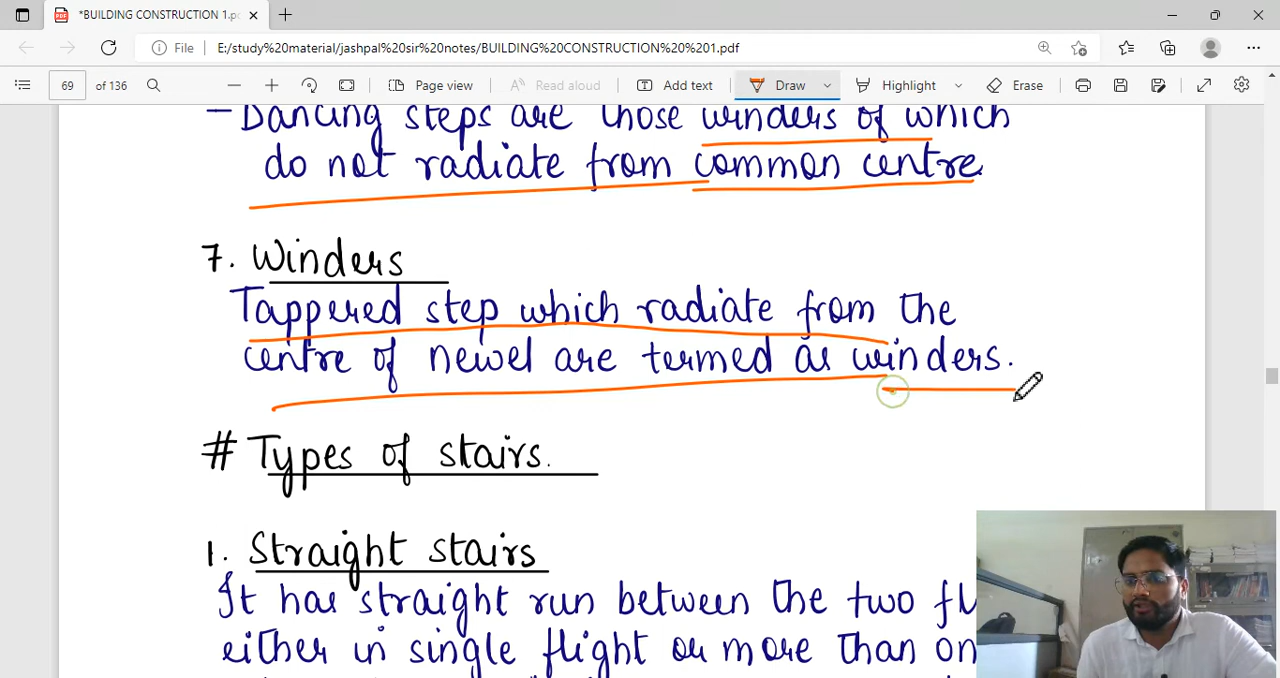 *BUILDING CONSTRUCTION 1.pd
File
E:/study%20material/jashpal%20sir%20notes/BUILDING%20CONSTRUCTION%20%201.pdf
69 of 136
Page view
Read aloud
Add text
Draw
Highlight
Erase
- Dancing steps are those winders of which
do not radiate from common centre
7. Winders
Tappered step which radiate from the
centre of newel are termed as winders.
# Types of stairs.
1. Straight stairs
It has straight run between the two fl
either in single flight or more than on